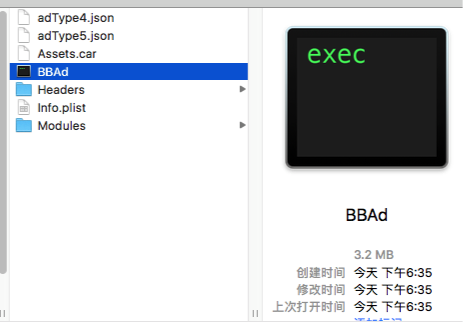 adType4.json
adType5.json
Assets.car
BBAd
Headers
Info.plist
Modules
exec
BBAd
3.2 MB
创建时间 今天 下午6:35
修改时间 今天 下午6:35
上次打开时间 今天 下午6:35